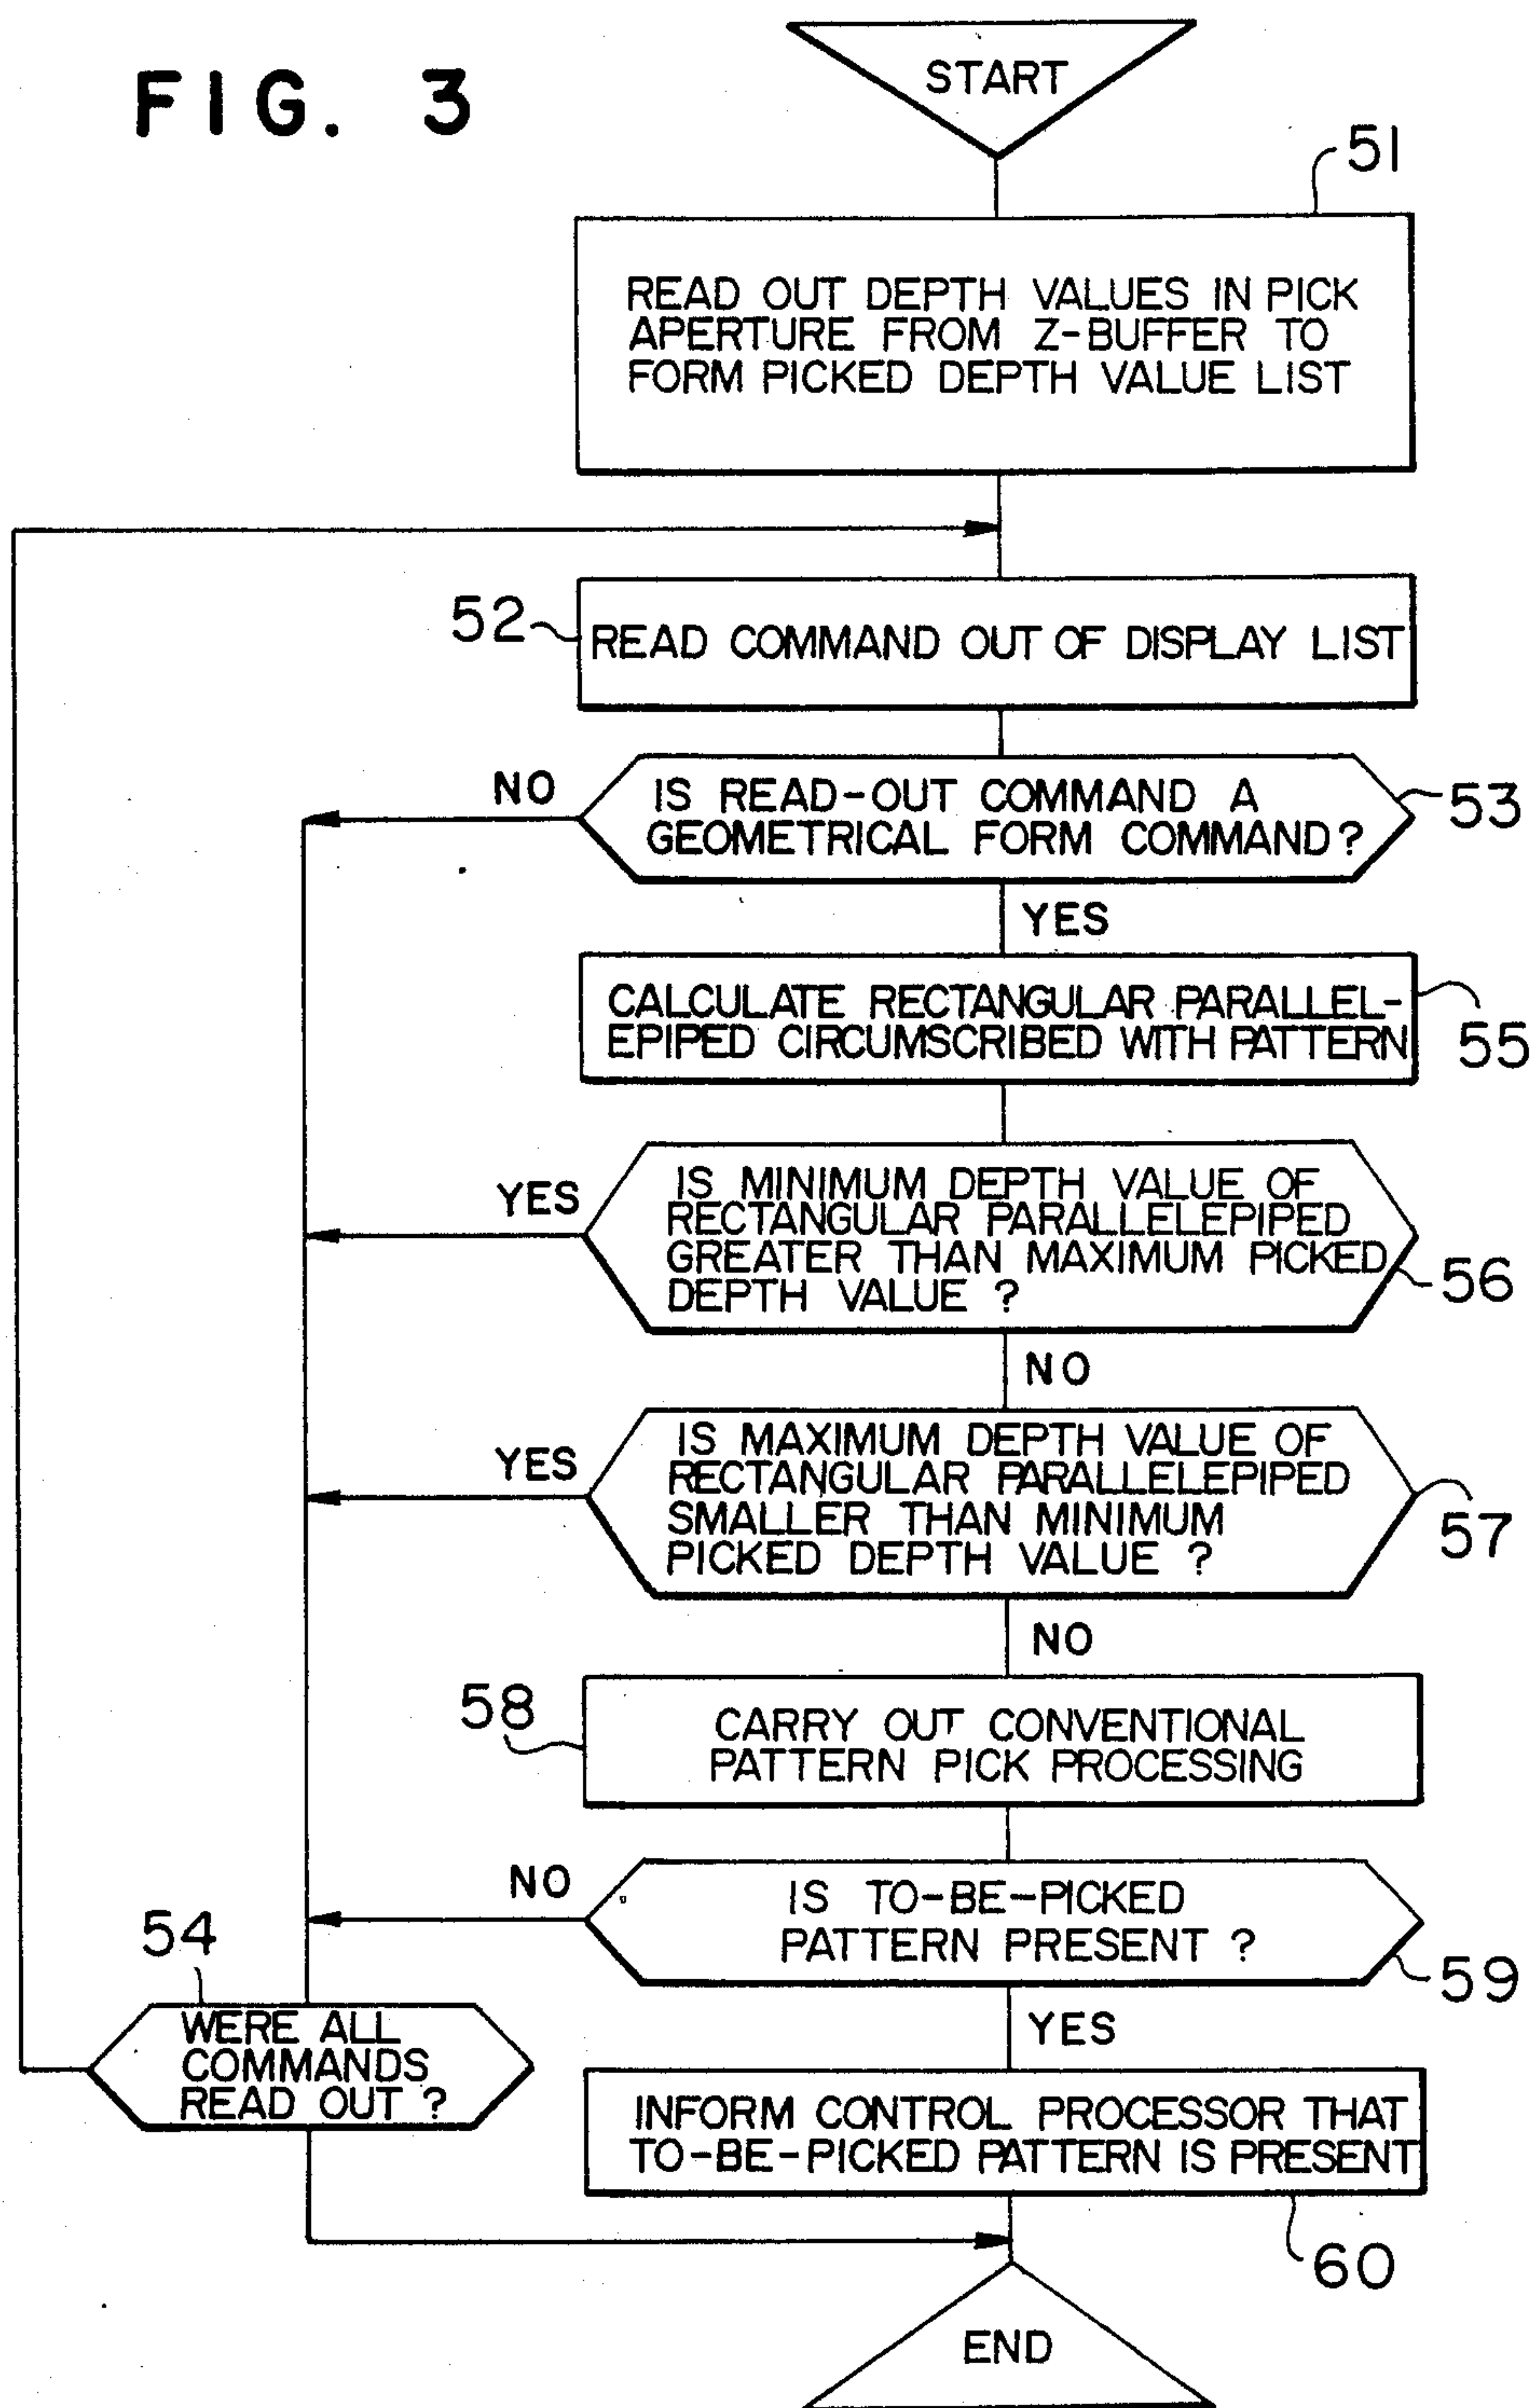 FIG. 3
START
51
READ OUT DEPTH VALUES IN PICK
APERTURE FROM Z-BUFFER TO
FORM PICKED DEPTH VALUE LIST
52
READ COMMAND OUT OF DISPLAY LIST
NO
IS READ-OUT COMMAND A
GEOMETRICAL FORM COMMAND?
53
YES
CALCULATE RECTANGULAR PARALLEL-
EPIPED CIRCUMSCRIBED WITH PATTERN
55
YES
IS MINIMUM DEPTH VALUE OF
RECTANGULAR PARALLELEPIPED
GREATER THAN MAXIMUM PICKED
DEPTH VALUE ?
56
NO
YES
IS MAXIMUM DEPTH VALUE OF
RECTANGULAR PARALLELEPIPED
SMALLER THAN MINIMUM
PICKED DEPTH VALUE ?
57
NO
58
CARRY OUT CONVENTIONAL
PATTERN PICK PROCESSING
NO
IS TO-BE-PICKED
PATTERN PRESENT ?
59
54
WERE ALL
COMMANDS
READ OUT ?
YES
INFORM CONTROL PROCESSOR THAT
TO-BE-PICKED PATTERN IS PRESENT
60
END